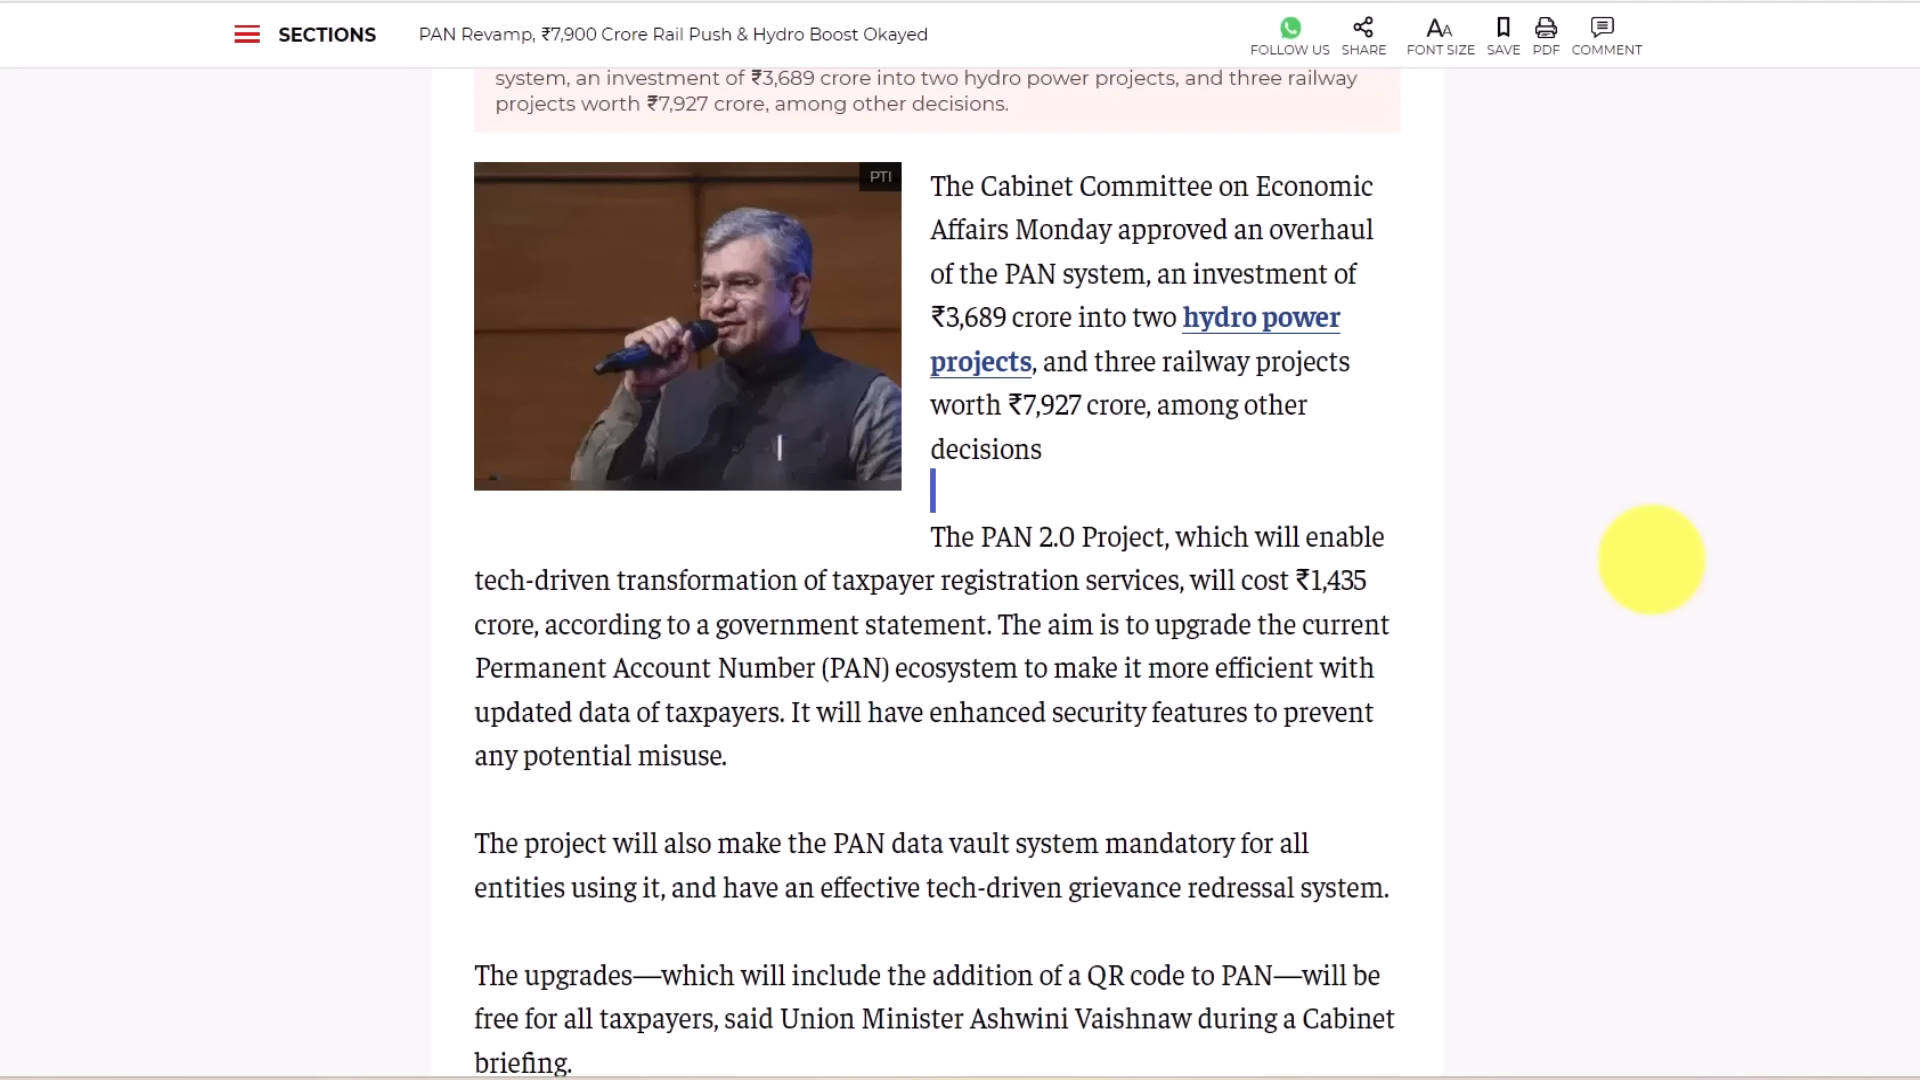 SECTIONS
PAN Revamp, ₹7,900 Crore Rail Push & Hydro Boost Okayed
FOLLOW US
SHARE
FONT SIZE
SAVE
PDF
COMMENT
system, an investment of ₹3,689 crore into two hydro power projects, and three railway
projects worth ₹7,927 crore, among other decisions.
PTI
The Cabinet Committee on Economic
Affairs Monday approved an overhaul
of the PAN system, an investment of
₹3,689 crore into two hydro power
projects, and three railway projects
worth ₹7,927 crore, among other
decisions
The PAN 2.0 Project, which will enable
tech-driven transformation of taxpayer registration services, will cost ₹1,435
crore, according to a government statement. The aim is to upgrade the current
Permanent Account Number (PAN) ecosystem to make it more efficient with
updated data of taxpayers. It will have enhanced security features to prevent
any potential misuse.
The project will also make the PAN data vault system mandatory for all
entities using it, and have an effective tech-driven grievance redressal system.
The upgrades—which will include the addition of a QR code to PAN—will be
free for all taxpayers, said Union Minister Ashwini Vaishnaw during a Cabinet
briefing.